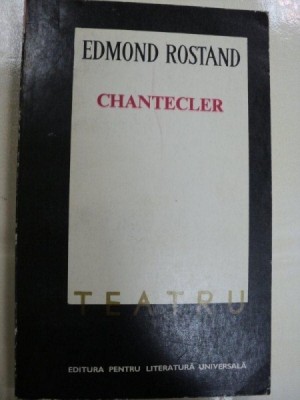 EDMOND ROSTAND
CHANTECLER
TEATRU
EDITURA PENTRU LITERATURĂ UNIVERSALĂ